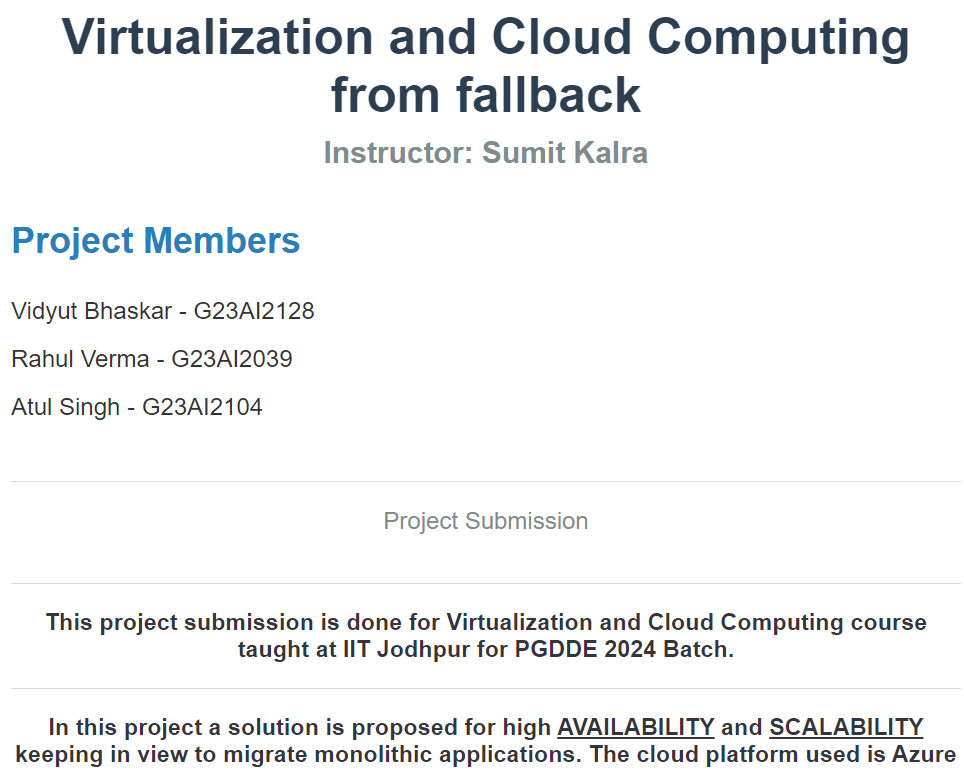 Virtualization and Cloud Computing
from fallback
Instructor: Sumit Kalra
Project Members
Vidyut Bhaskar - G23AI2128
Rahul Verma - G23AI2039
Atul Singh - G23AI2104
Project Submission
This project submission is done for Virtualization and Cloud Computing course
taught at IIT Jodhpur for PGDDE 2024 Batch.
In this project a solution is proposed for high AVAILABILITY and SCALABILITY
keeping in view to migrate monolithic applications. The cloud platform used is Azure